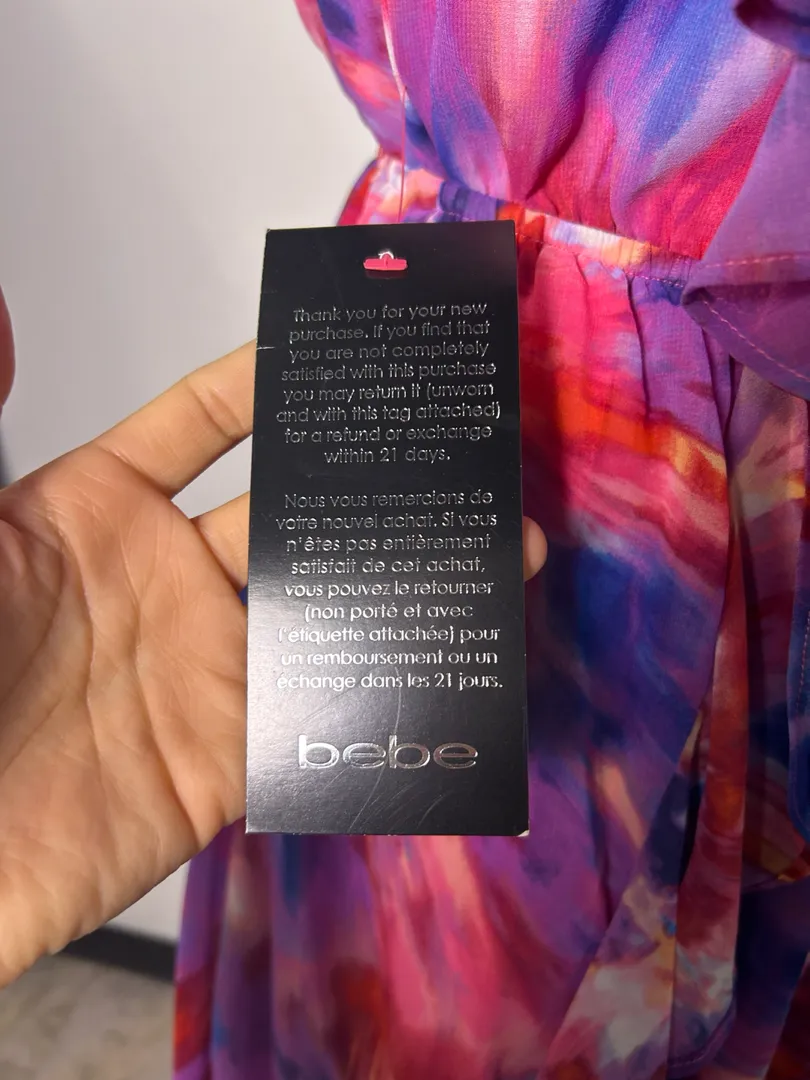 Thank you for your new
purchase. If you find that
you are not completely
satisfied with this purchase
you may return it (unworn
and with this tag attached)
for a refund or exchange
within 21 days.
Nous vous remercions de
votre nouvel achat. Si vous
n'êtes pas entièrement
satisfait de cet achat,
vous pouvez le retourner
(non porté et avec
l'étiquette attachée) pour
un remboursement ou un
échange dans les 21 jours.
bebe